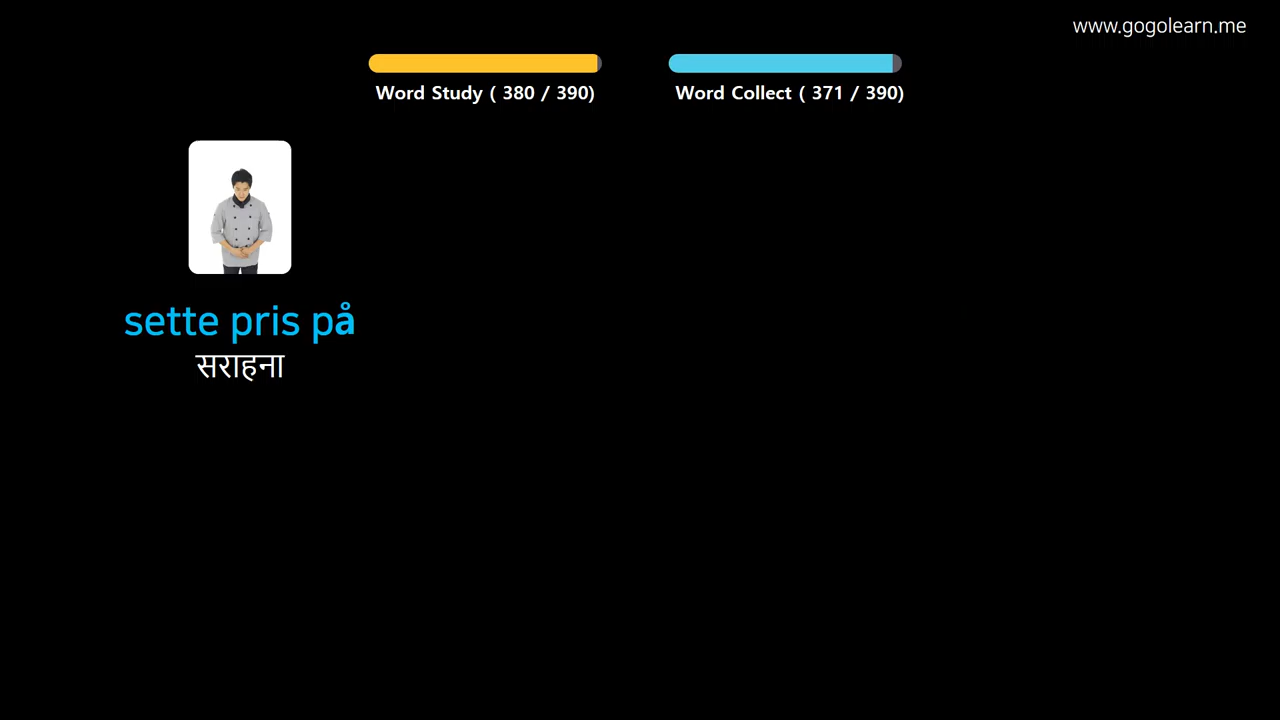 www.gogolearn.me
Word Study ( 380 / 390)
Word Collect ( 371 / 390)
sette pris på
सराहना